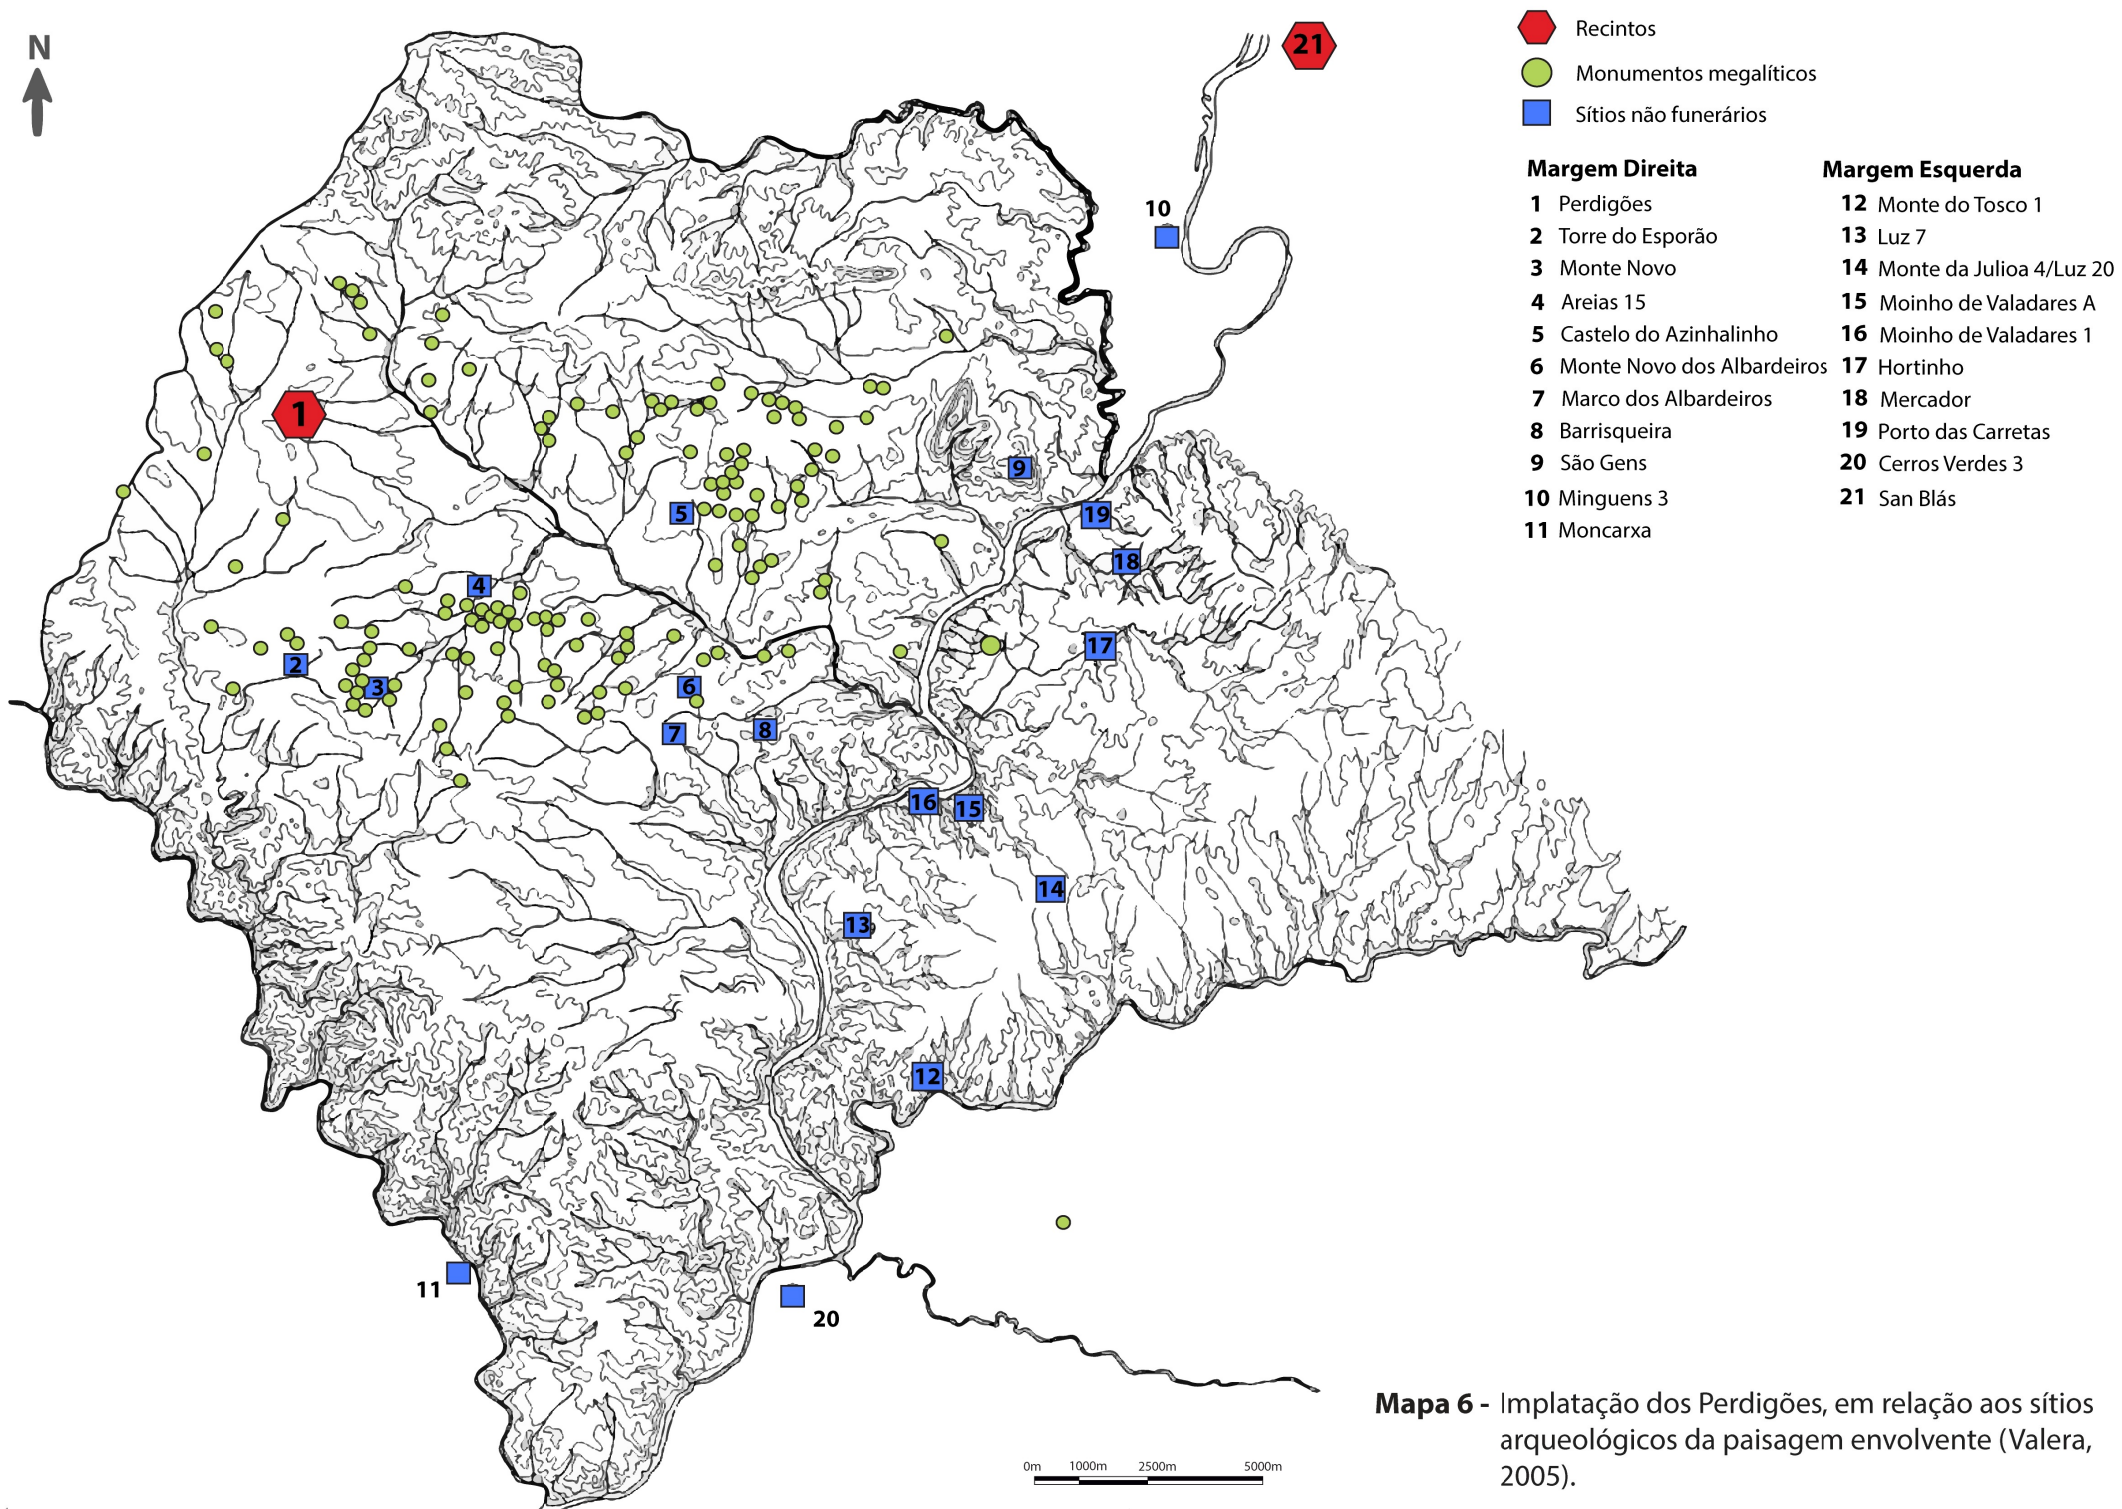 N
21
10
1
9
5
19
18
4
17
2
3
6
7
8
16
15
14
13
12
11
20
Recintos
Monumentos megalíticos
Sítios não funerários
Margem Direita
1 Perdigões
2 Torre do Esporão
3 Monte Novo
4 Areias 15
5 Castelo do Azinhalinho
6 Monte Novo dos Albardeiros
7 Marco dos Albardeiros
8 Barrisqueira
9 São Gens
10 Minguens 3
11 Moncarxa
Margem Esquerda
12 Monte do Tosco 1
13 Luz 7
14 Monte da Julioa 4/Luz 20
15 Moinho de Valadares A
16 Moinho de Valadares 1
17 Hortinho
18 Mercador
19 Porto das Carretas
20 Cerros Verdes 3
21 San Blás
0m 1000m 2500m 5000m
Mapa 6 - Implatação dos Perdigões, em relação aos sítios
arqueológicos da paisagem envolvente (Valera,
2005).